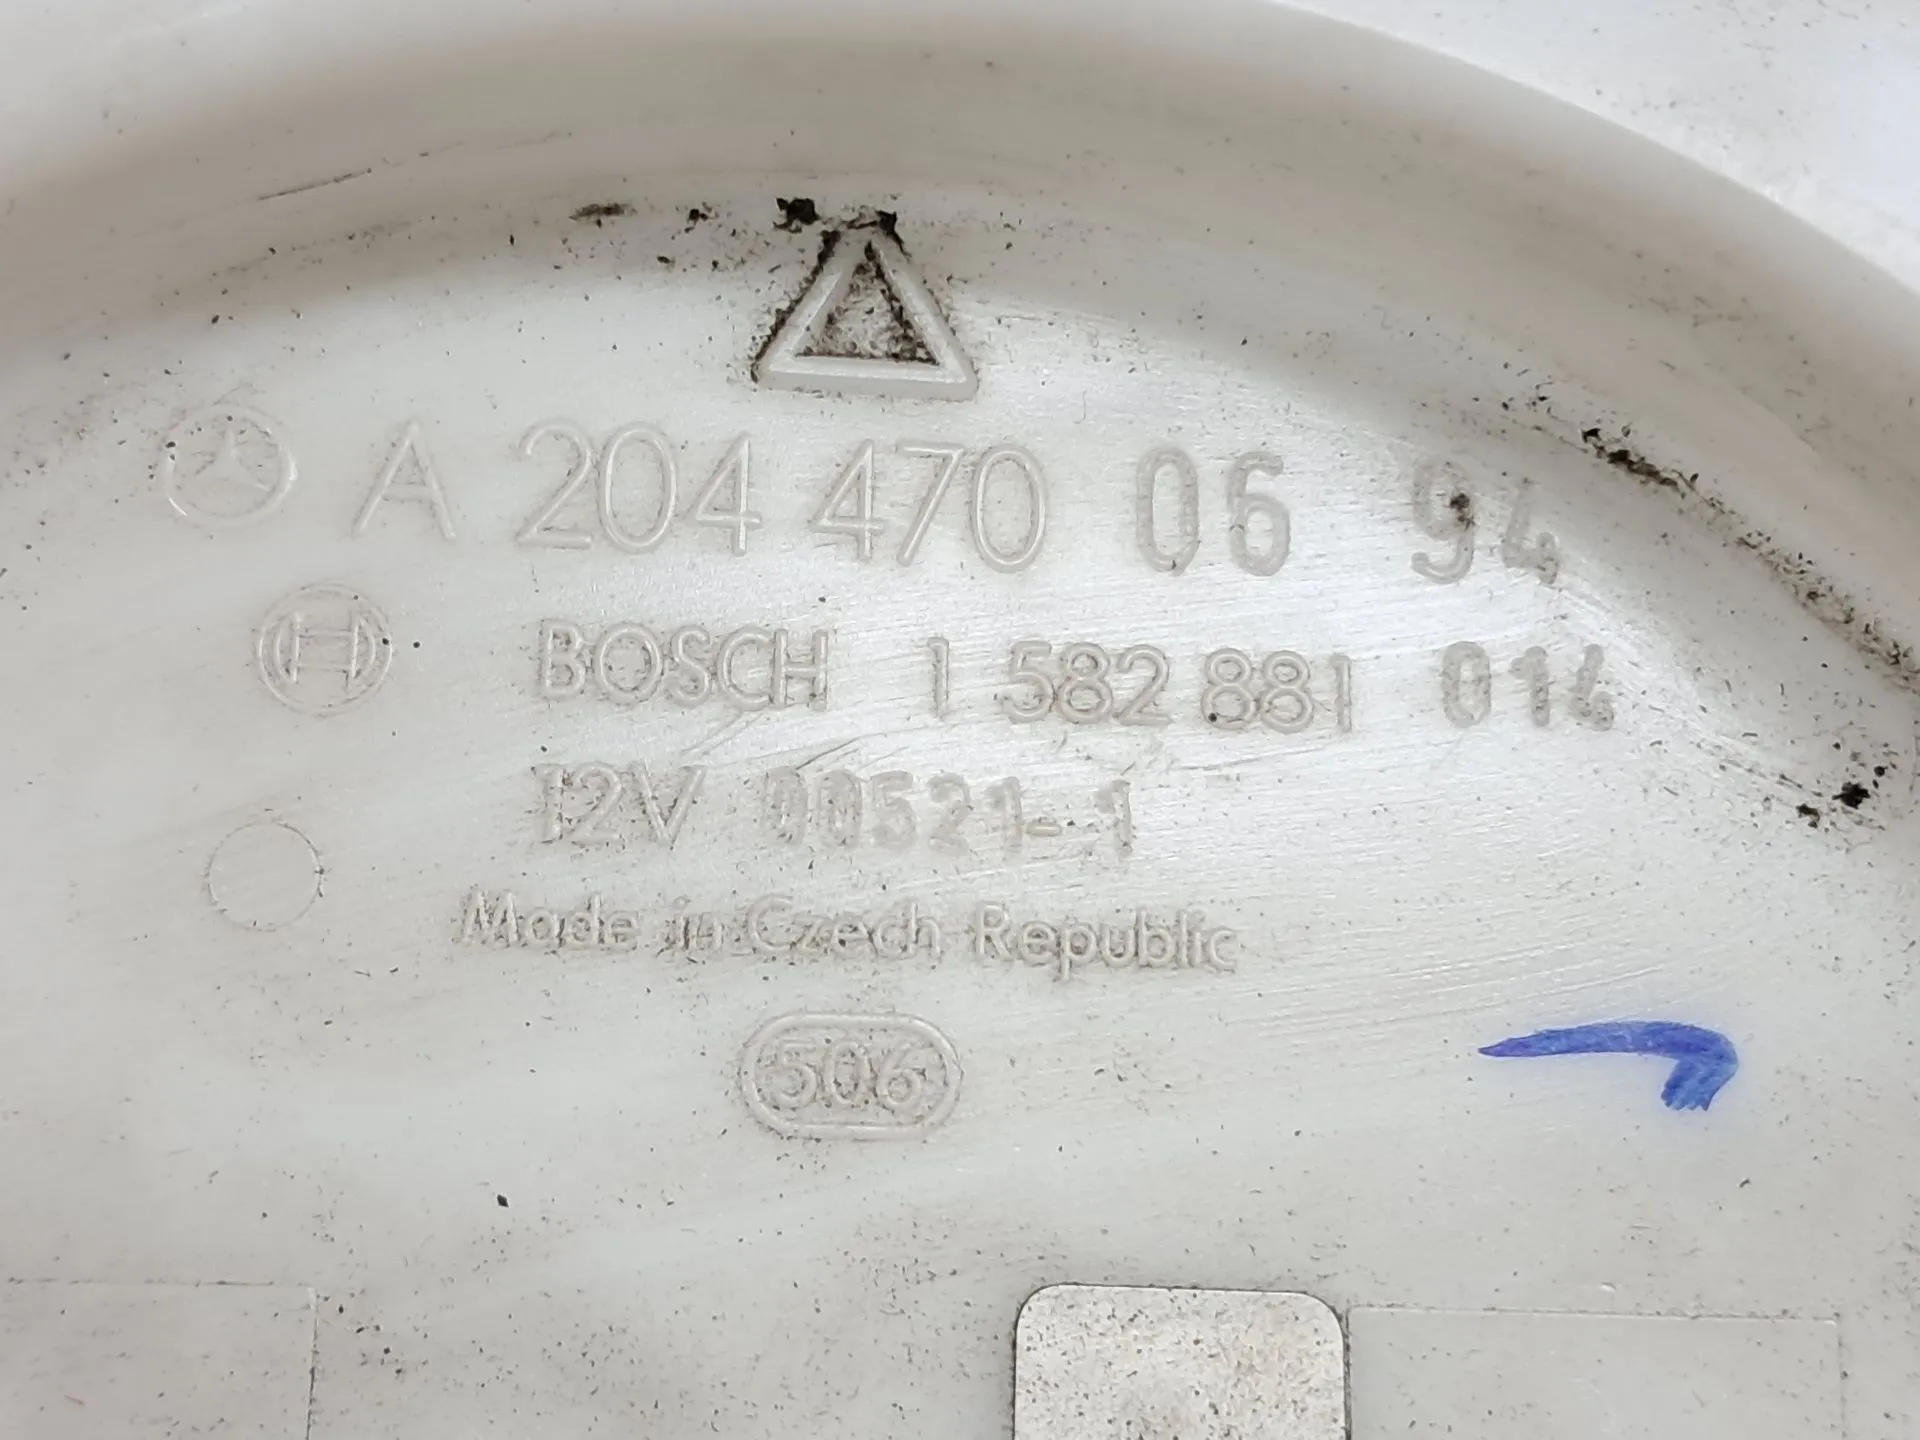 A 204 470 06 94
BOSCH 1 582 881 014
12V 00521-1
Made in Czech Republic
506